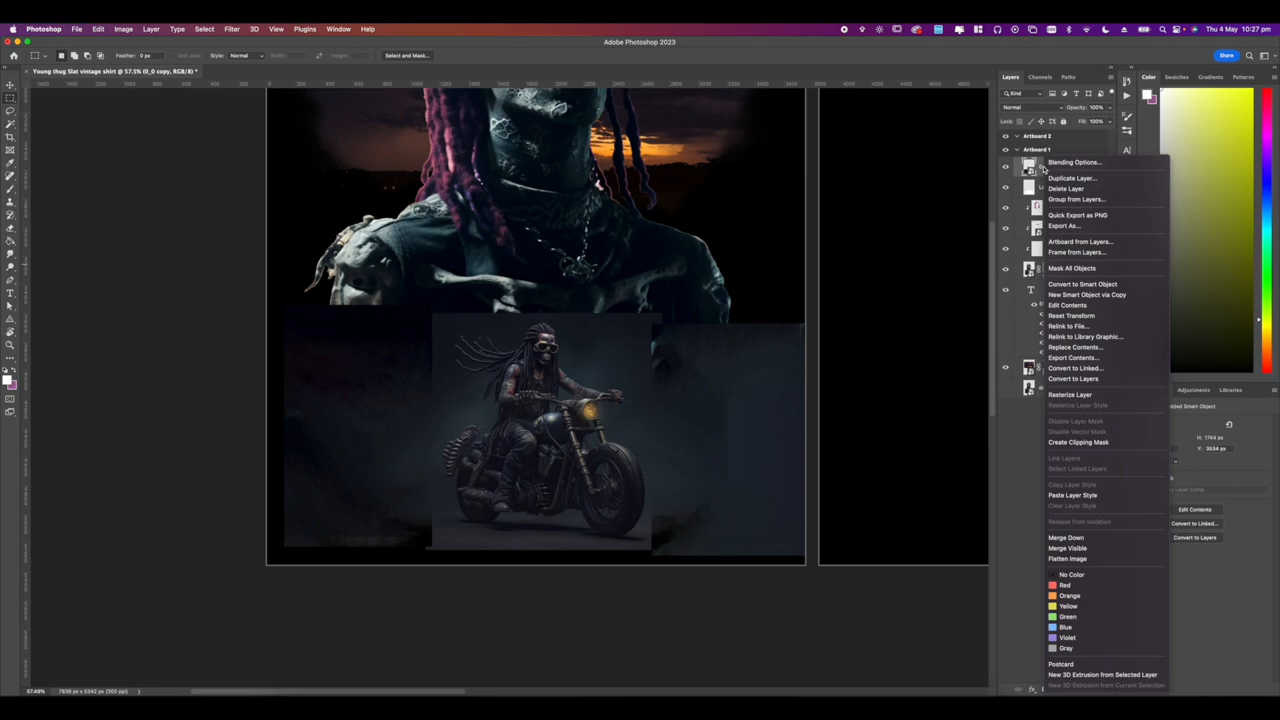 Photoshop File Edit Image Layer Type Select Filter 3D View Plugins Window Help
Thu 4 May 10:27 pm
Adobe Photoshop 2023
Feather: 0 px
Anti-alias
Style: Normal
Width:
Height:
Select and Mask...
Share
Young thug Slat vintage shirt @ 57.5% (0_0 copy, RGB/8) *
Layers Channels Paths
Color Swatches Gradients Patterns
Kind
Normal
Opacity: 100%
Lock:
Fill: 100%
Artboard 2
Artboard 1
Blending Options...
Duplicate Layer...
Delete Layer
Group from Layers...
Quick Export as PNG
Export As...
Artboard from Layers...
Frame from Layers...
Mask All Objects
Convert to Smart Object
New Smart Object via Copy
Edit Contents
Reset Transform
Relink to File...
Relink to Library Graphic...
Replace Contents...
Export Contents...
Convert to Linked...
Convert to Layers
Rasterize Layer
Rasterize Layer Style
Disable Layer Mask
Disable Vector Mask
Create Clipping Mask
Link Layers
Select Linked Layers
Copy Layer Style
Paste Layer Style
Clear Layer Style
Release from Isolation
Merge Down
Merge Visible
Flatten Image
No Color
Red
Orange
Yellow
Green
Blue
Violet
Gray
Postcard
New 3D Extrusion from Selected Layer
New 3D Extrusion from Current Selection
Adjustments Libraries
H: 1744 px
Y: 3534 px
Edit Contents
Convert to Linked...
Convert to Layers
57.49%
7839 px x 5342 px (300 ppi)